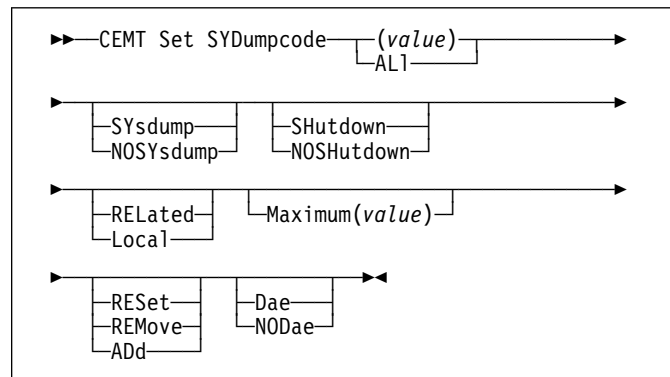 CEMT Set SYDumpcode (value)
ALl
SYsdump SHutdown
NOSYsdump NOSHutdown
RELated Maximum(value)
Local
RESet Dae
REMove NODae
ADd